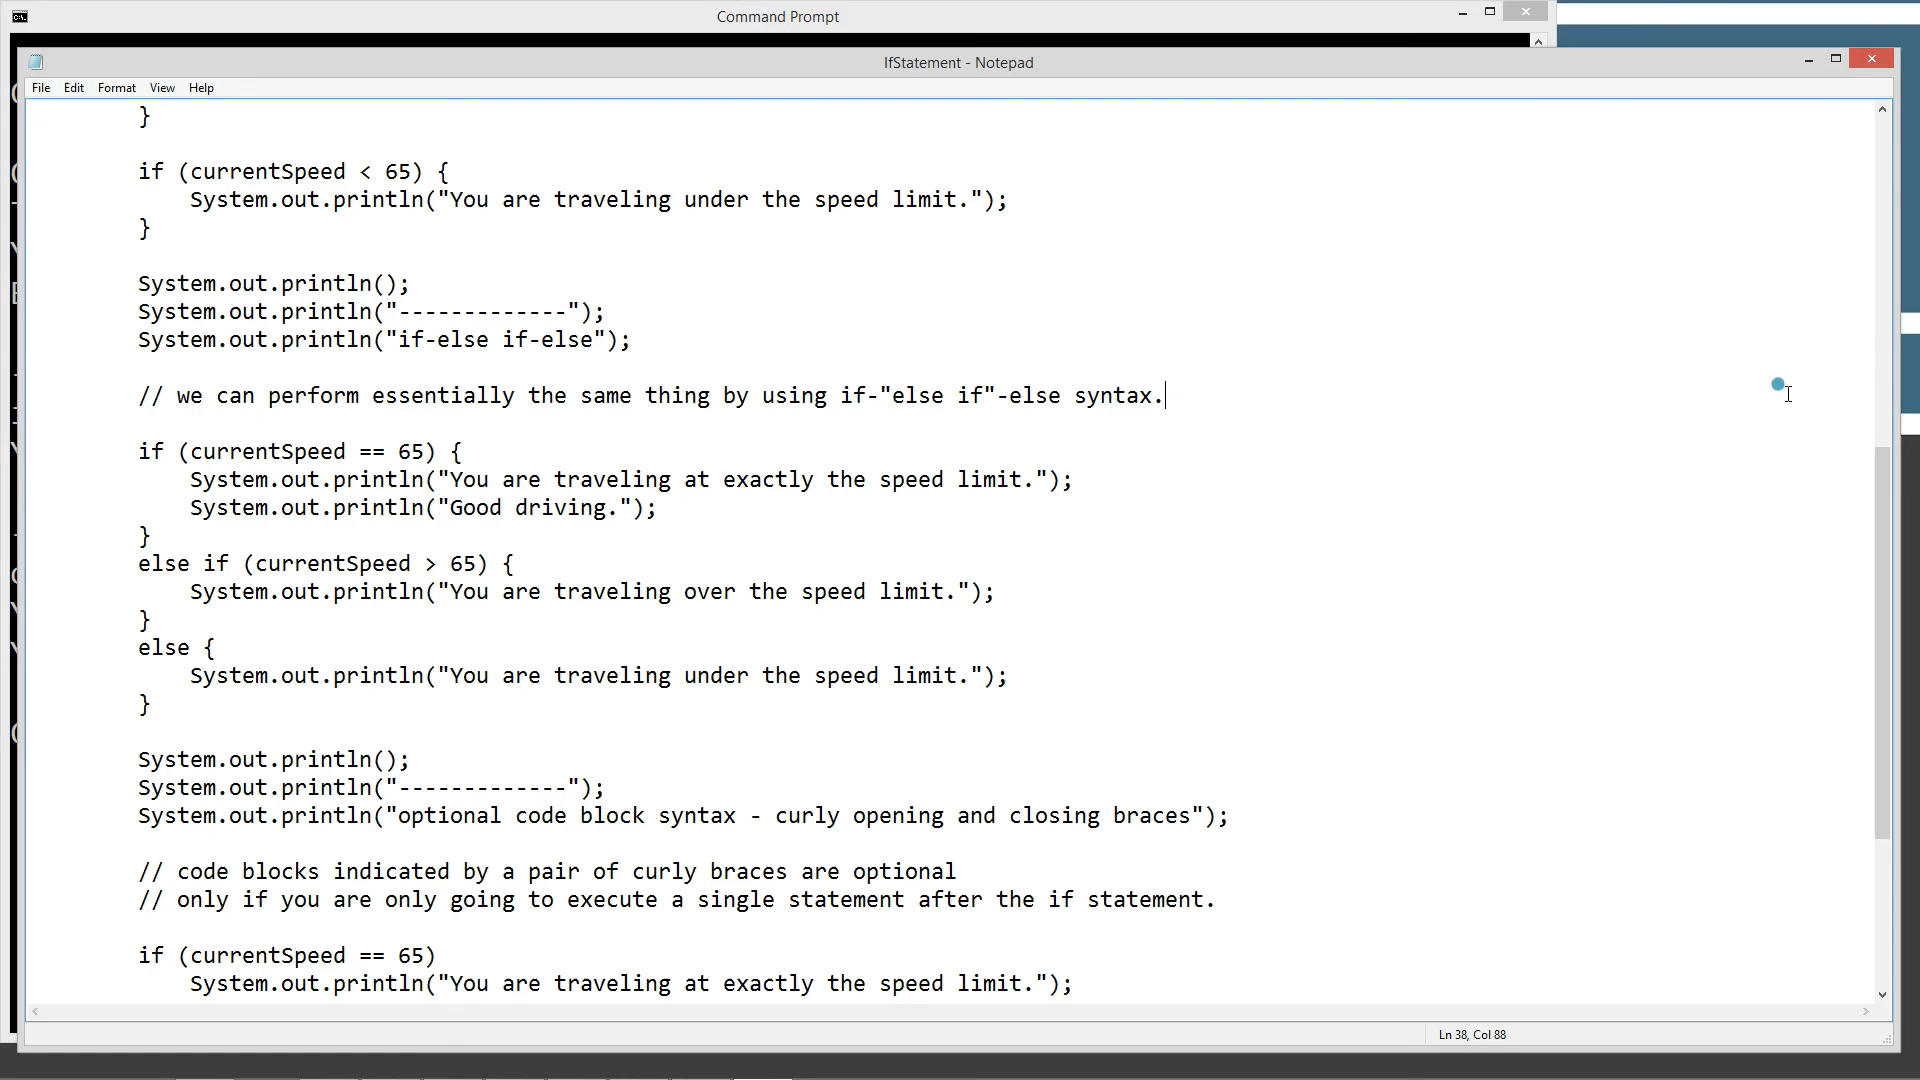 Command Prompt
IfStatement - Notepad
File Edit Format View Help
}
if (currentSpeed < 65) {
System.out.println("You are traveling under the speed limit.");
}
System.out.println();
System.out.println("-------------");
System.out.println("if-else if-else");
// we can perform essentially the same thing by using if-"else if"-else syntax.
if (currentSpeed == 65) {
System.out.println("You are traveling at exactly the speed limit.");
System.out.println("Good driving.");
}
else if (currentSpeed > 65) {
System.out.println("You are traveling over the speed limit.");
}
else {
System.out.println("You are traveling under the speed limit.");
}
System.out.println();
System.out.println("-------------");
System.out.println("optional code block syntax - curly opening and closing braces");
// code blocks indicated by a pair of curly braces are optional
// only if you are only going to execute a single statement after the if statement.
if (currentSpeed == 65)
System.out.println("You are traveling at exactly the speed limit.");
Ln 38, Col 88